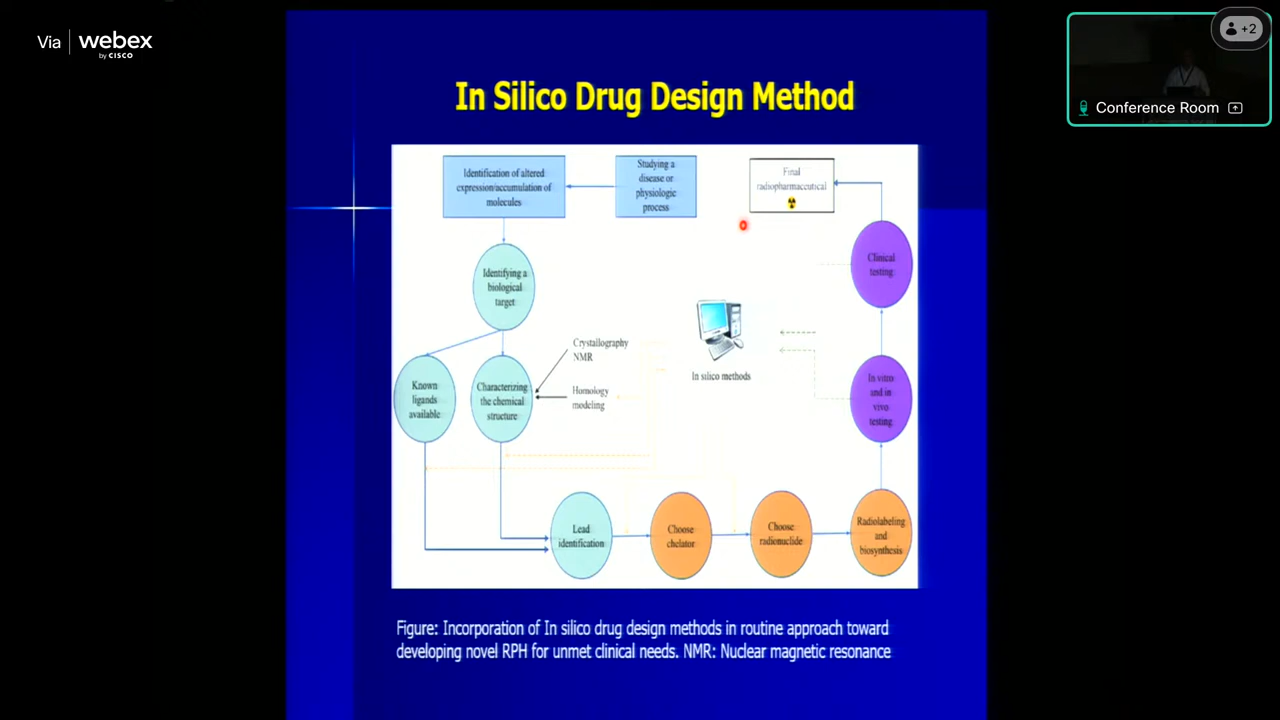 Via webex
by CISCO
+2
Conference Room
In Silico Drug Design Method
Identification of altered
expression/accumulation of
molecules
Studying a
disease or
physiologic
process
Final
radiopharmaceutical
Identifying a
biological
target
Clinical
testing
Crystallography
NMR
Homology
modeling
In silico methods
Known
ligands
available
Characterizing
the chemical
structure
In vitro
and in
vivo
testing
Lead
identification
Choose
chelator
Choose
radionuclide
Radiolabeling
and
biosynthesis
Figure: Incorporation of In silico drug design methods in routine approach toward
developing novel RPH for unmet clinical needs. NMR: Nuclear magnetic resonance